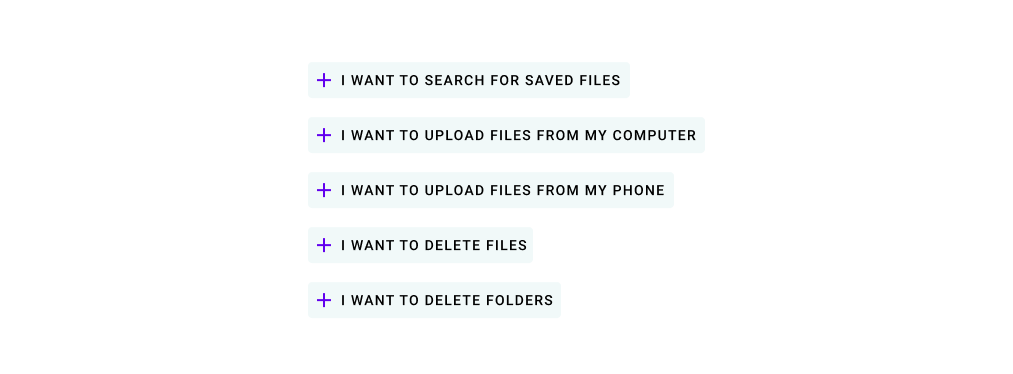 I WANT TO SEARCH FOR SAVED FILES
I WANT TO UPLOAD FILES FROM MY COMPUTER
I WANT TO UPLOAD FILES FROM MY PHONE
I WANT TO DELETE FILES
I WANT TO DELETE FOLDERS